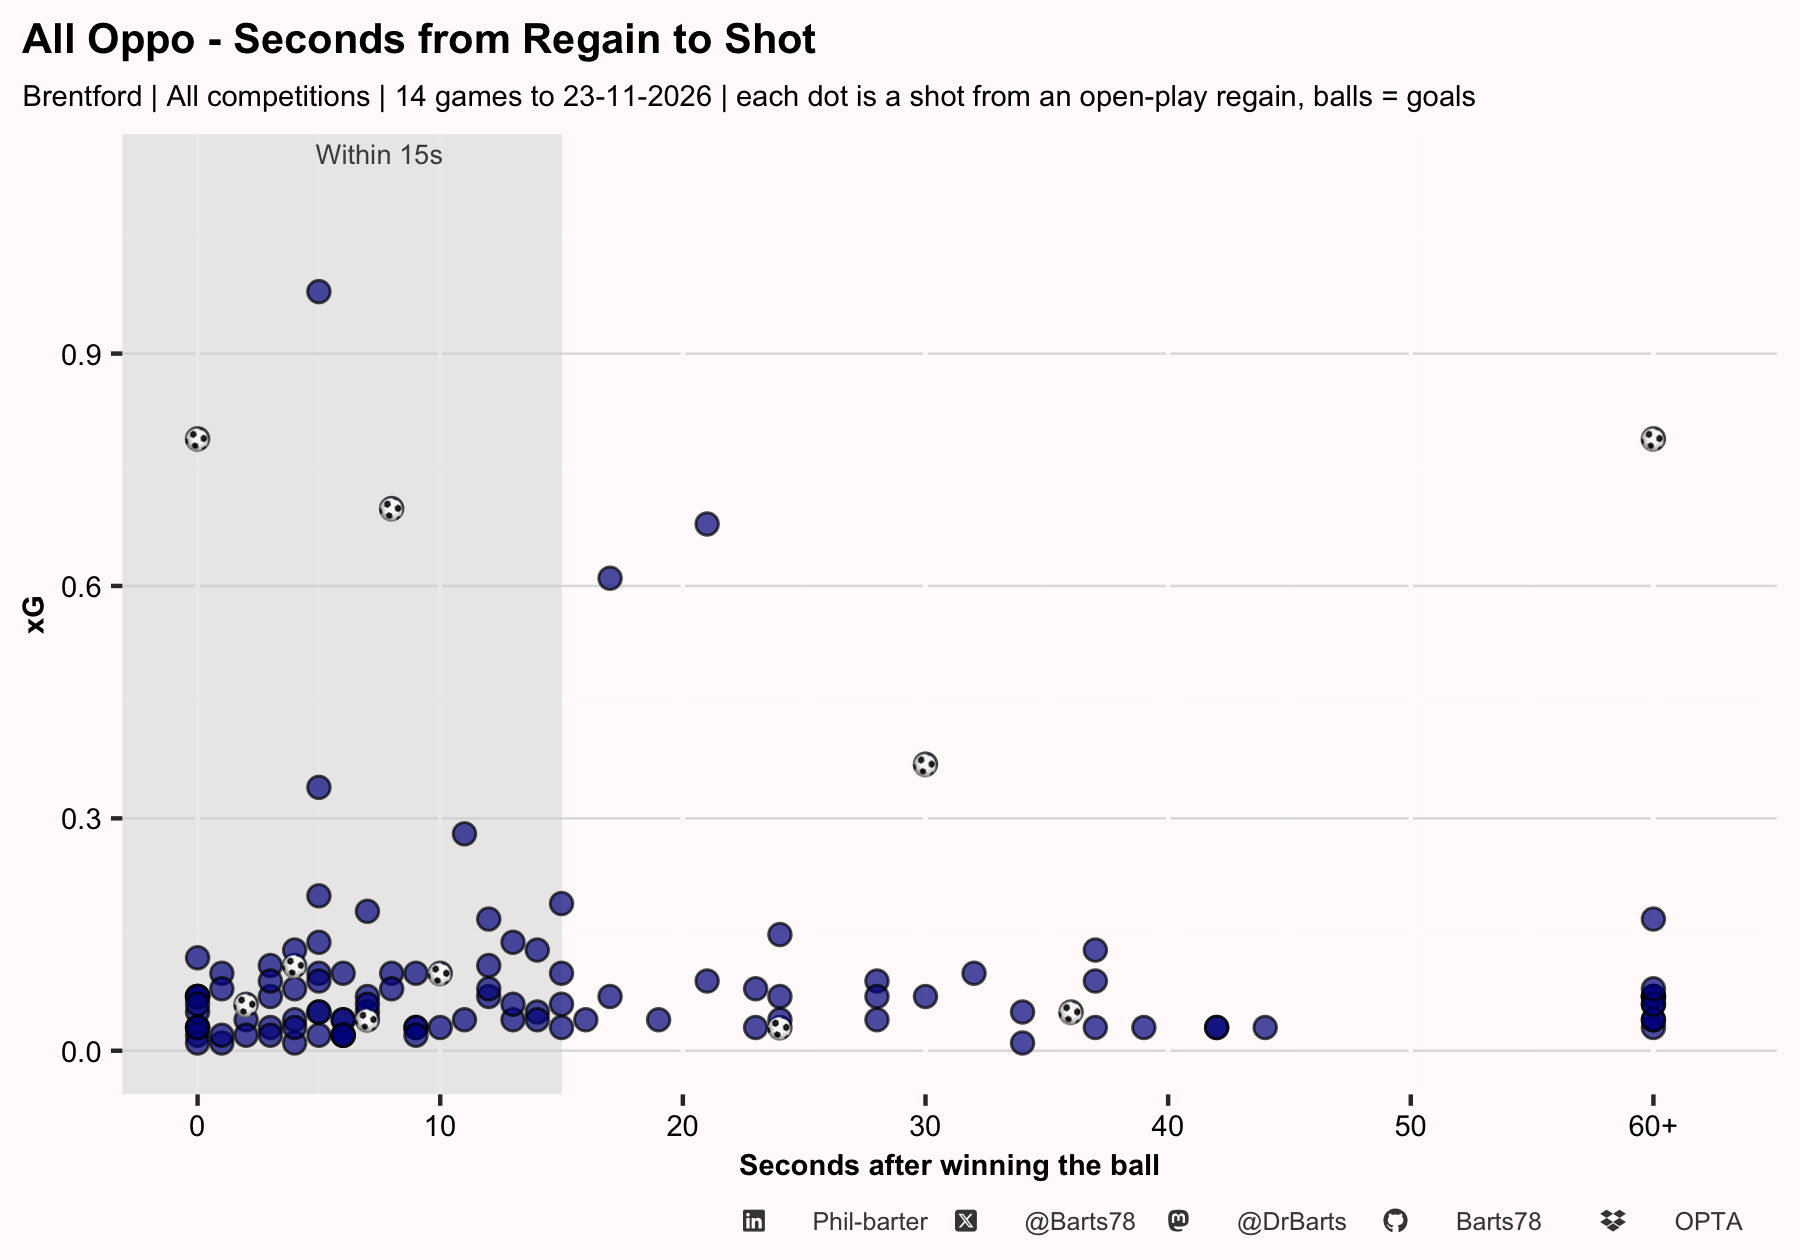 All Oppo - Seconds from Regain to Shot
Brentford | All competitions | 14 games to 23-11-2026 | each dot is a shot from an open-play regain, balls = goals
Within 15s
0.9
0.6
xG
0.3
0.0
0 10 20 30 40 50 60+
Seconds after winning the ball
Phil-barter @Barts78 @DrBarts Barts78 OPTA